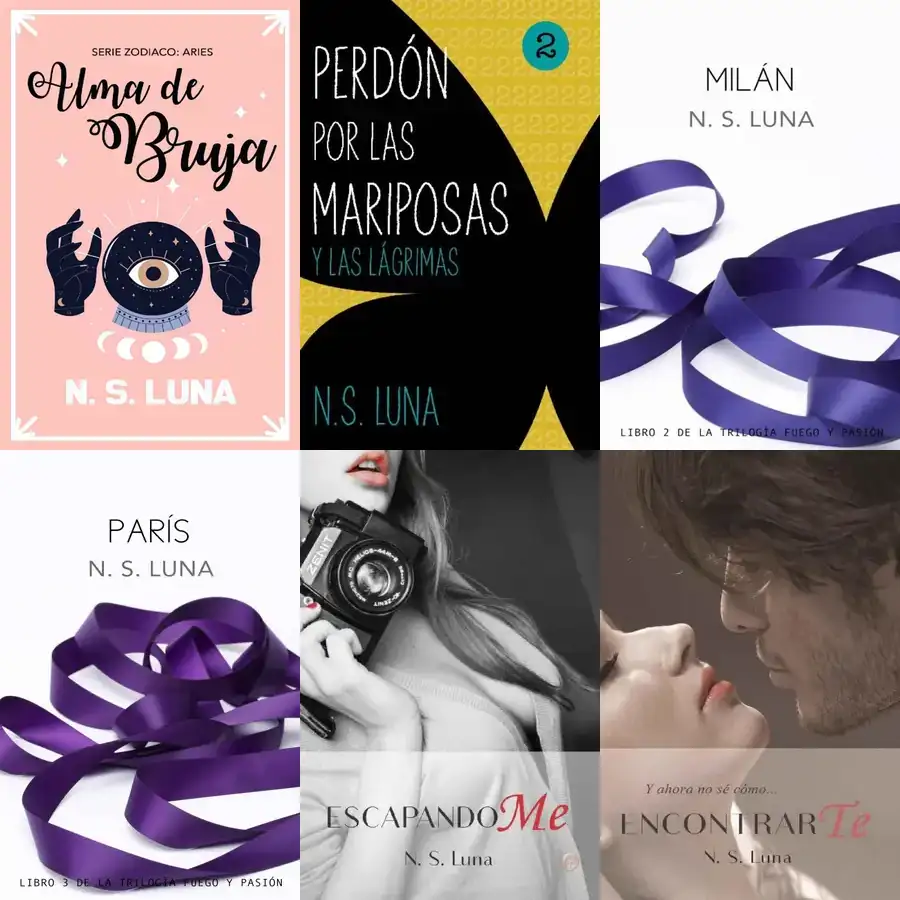 SERIE ZODIACO: ARIES
Alma de
Bruja
N. S. LUNA
2
PERDÓN
POR LAS
MARIPOSAS
Y LAS LÁGRIMAS
N.S. LUNA
MILÁN
N. S. LUNA
LIBRO 2 DE LA TRILOGÍA FUEGO Y PASIÓN
PARÍS
N. S. LUNA
LIBRO 3 DE LA TRILOGÍA FUEGO Y PASIÓN
ZENIT
ESCAPANDOMe
N. S. Luna
Y ahora no sé cómo...
ENCONTRARTe
N. S. Luna